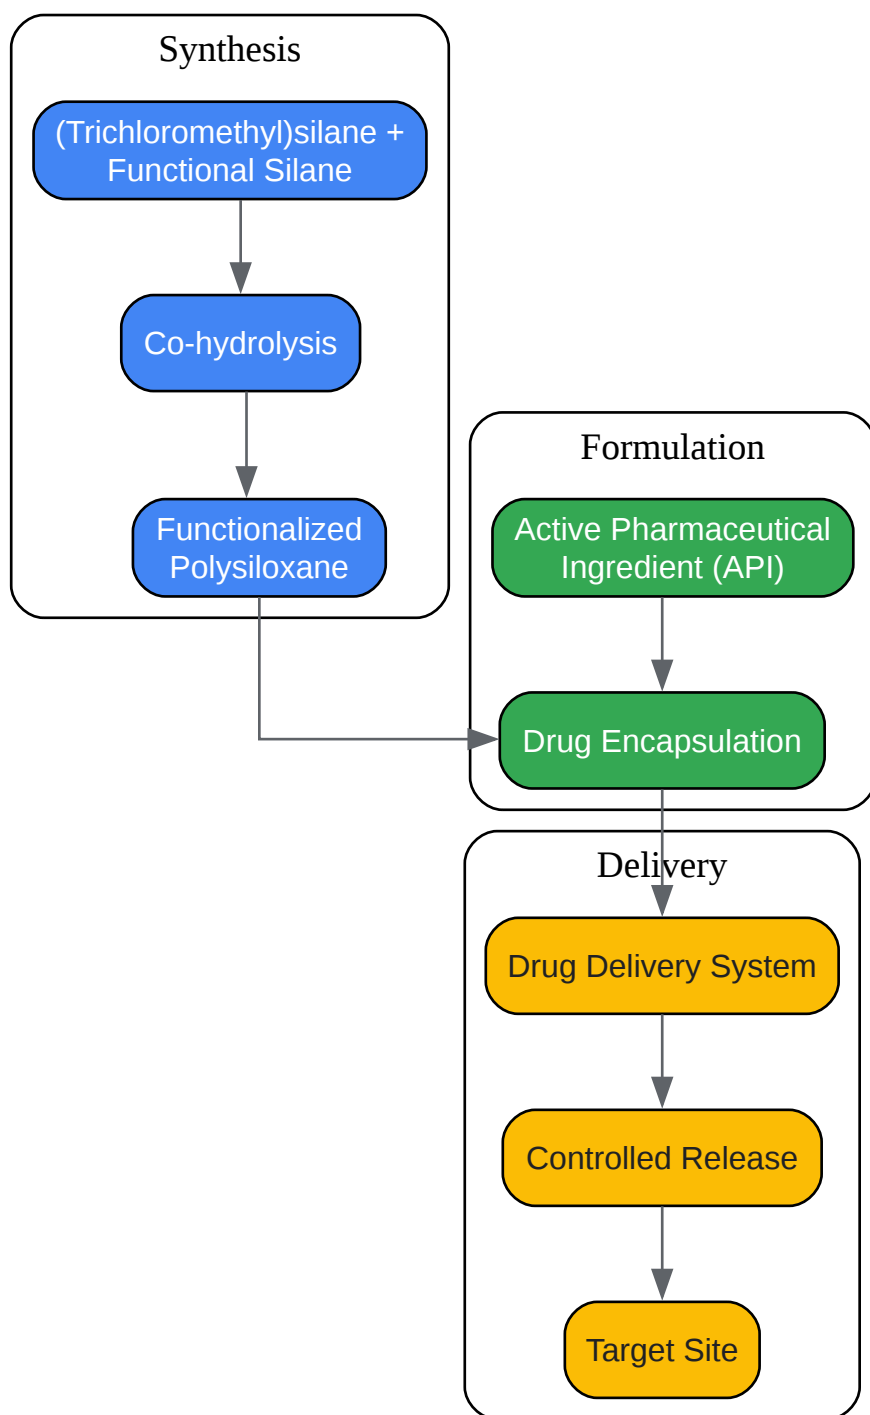 Synthesis
(Trichloromethyl)silane +
Functional Silane
Co-hydrolysis
Functionalized
Polysiloxane
Formulation
Active Pharmaceutical
Ingredient (API)
Drug Encapsulation
Delivery
Drug Delivery System
Controlled Release
Target Site